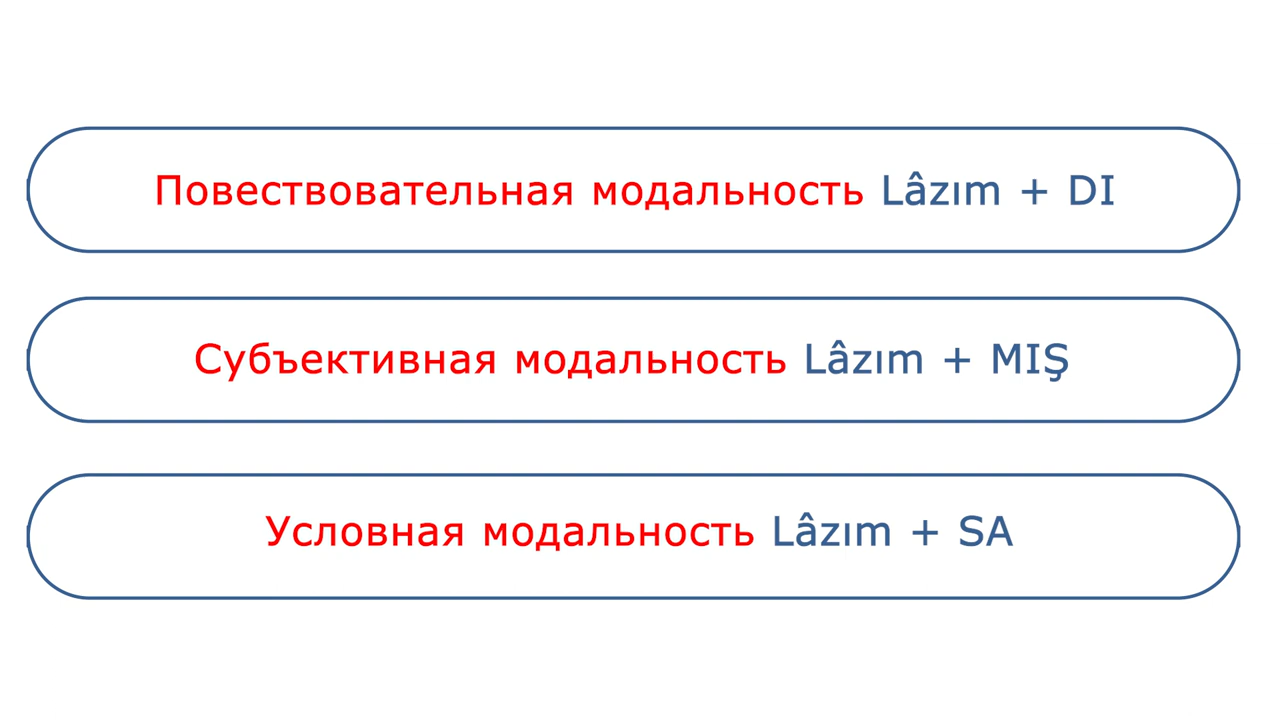 Повествовательная модальность Lâzım + DI
Субъективная модальность Lâzım + MIŞ
Условная модальность Lâzım + SA